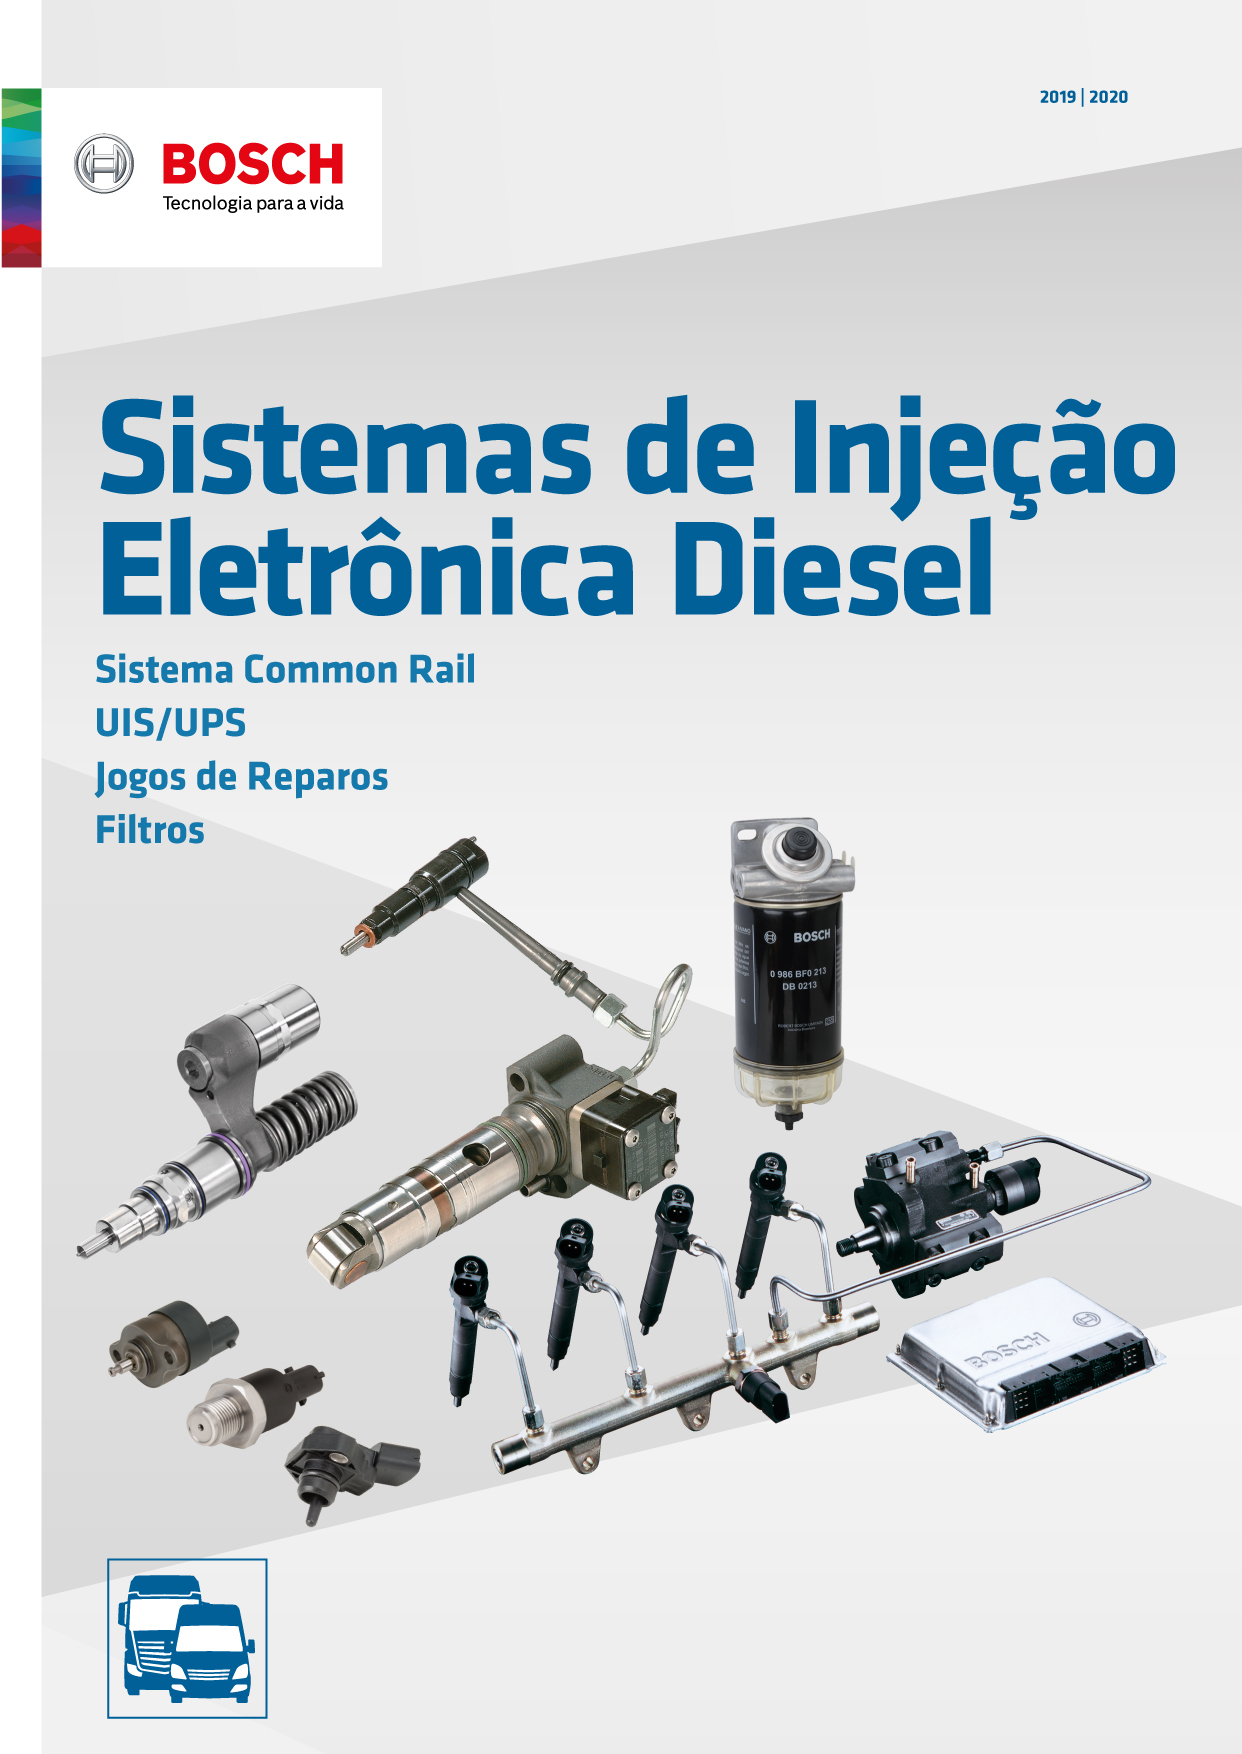 2019 | 2020
BOSCH
Tecnologia para a vida
Sistemas de Injeção
Eletrônica Diesel
Sistema Common Rail
UIS/UPS
Jogos de Reparos
Filtros
BOSCH
0 986 BF0 213
DB 0213
BOSCH